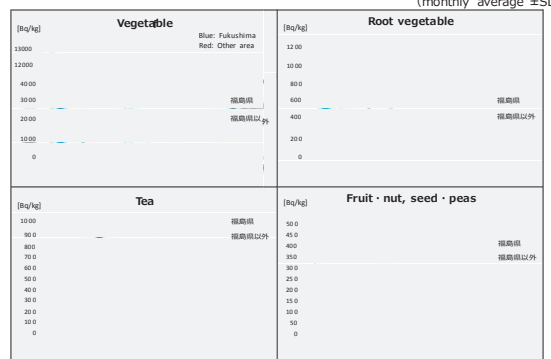 (monthly average ±SD
[Bq/kg]
Vegetable
Blue: Fukushima
Red: Other area
13000
12000
4000
3000
2000
1000
0
福島県
福島県以外
[Bq/kg]
Root vegetable
1200
1000
800
600
400
200
0
福島県
福島県以外
[Bq/kg]
Tea
1000
900
800
700
600
500
400
300
200
100
0
福島県
福島県以外
[Bq/kg]
Fruit・nut, seed・peas
500
450
400
350
300
250
200
150
100
50
0
福島県
福島県以外